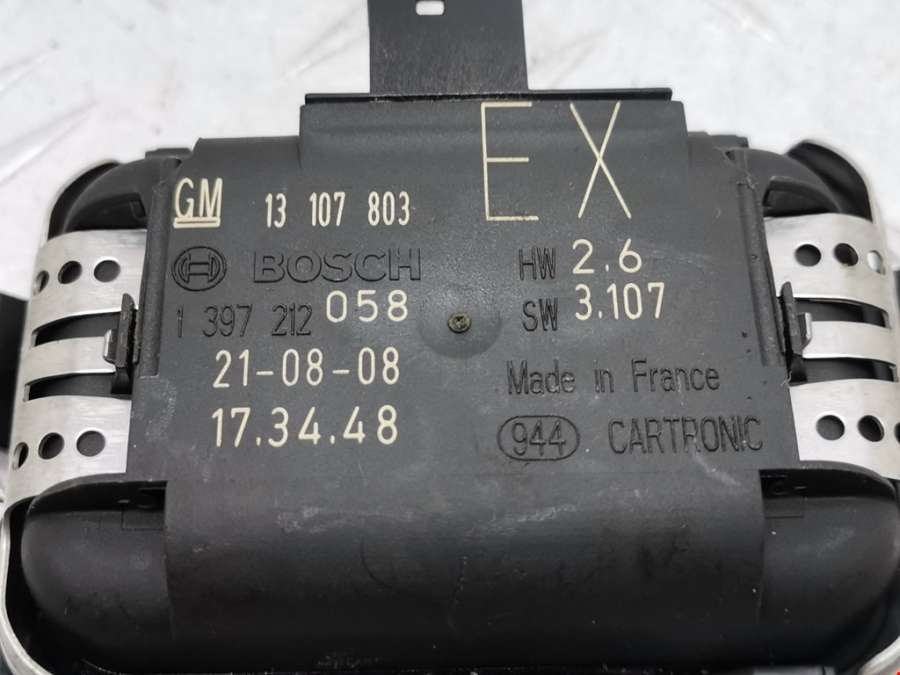 EX
GM 13 107 803
BOSCH
1 397 212 058
21-08-08
17.34.48
HW 2.6
SW 3.107
Made in France
944 CARTRONIC